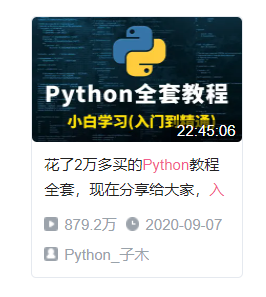 Python全套教程
小白学习(入门到精通)
22:45:06
花了2万多买的Python教程
全套，现在分享给大家，入
879.2万 2020-09-07
Python_子木